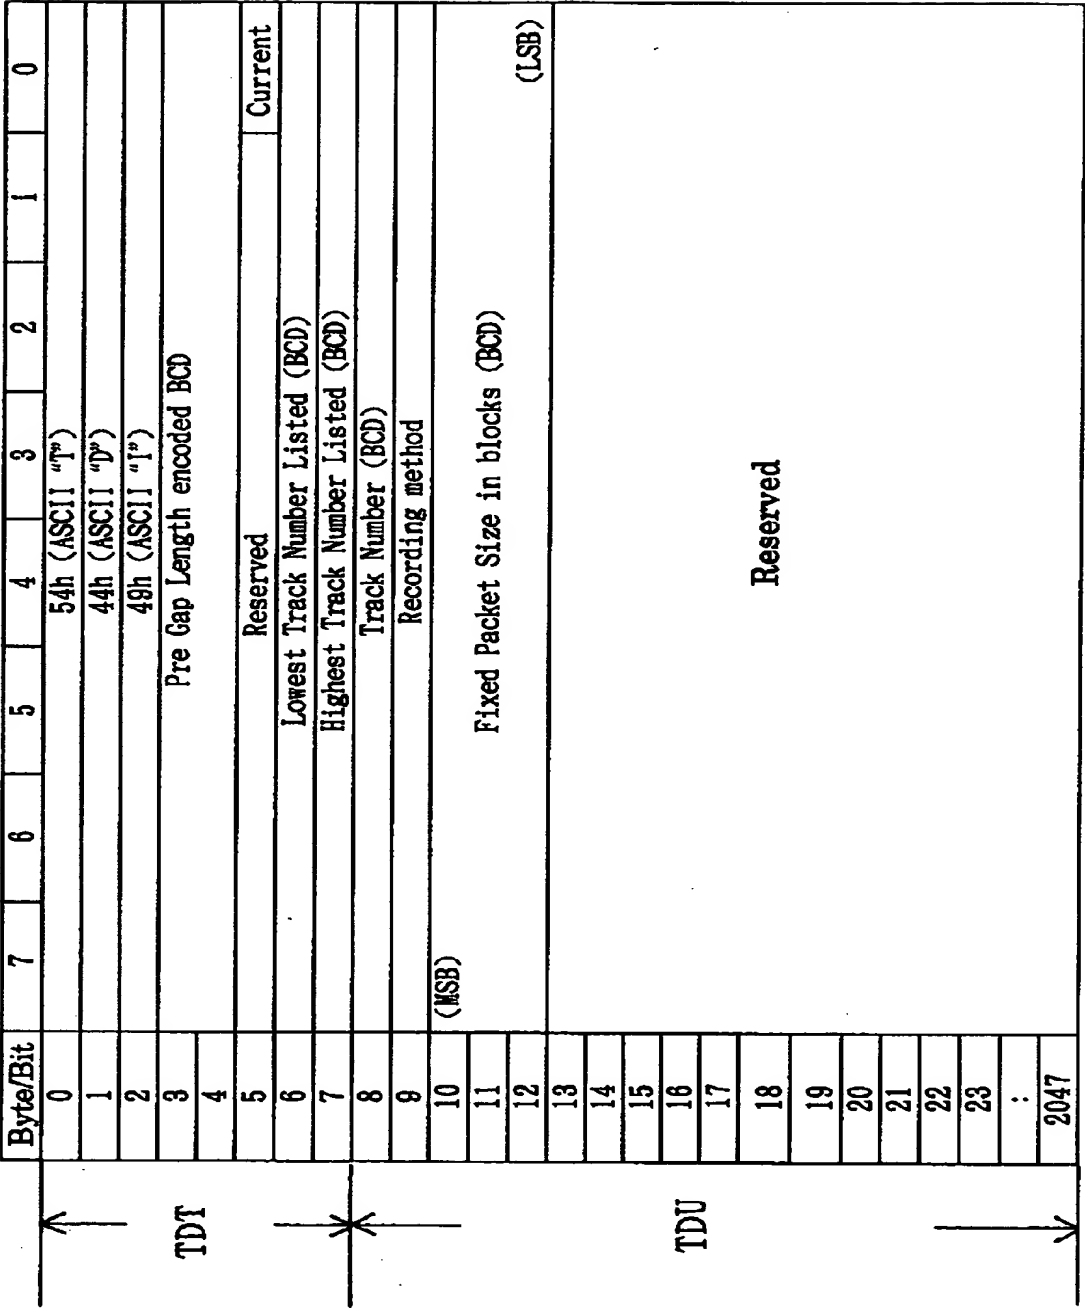 Byte/Bit 7 6 5 4 3 2 1 0
TDT
0 54h (ASCII “T”)
1 44h (ASCII “D”)
2 49h (ASCII “I”)
3 Pre Gap Length encoded BCD
4
5 Reserved Current
6 Lowest Track Number Listed (BCD)
7 Highest Track Number Listed (BCD)
TDU
8 Track Number (BCD)
9 Recording method
10 (MSB)
11 Fixed Packet Size in blocks (BCD)
12 (LSB)
13
14
15
16
17
18 Reserved
19
20
21
22
23
:
2047